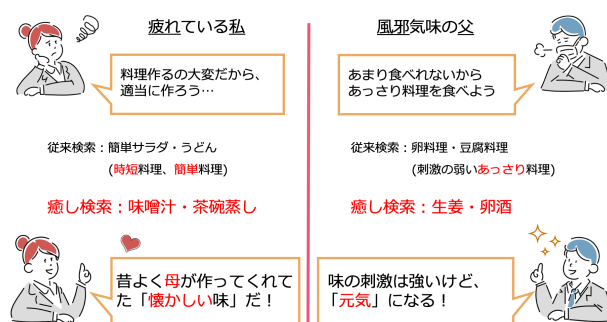 疲れている私
料理作るの大変だから、
適当に作ろう…
従来検索：簡単サラダ・うどん
(時短料理、簡単料理)
癒し検索：味噌汁・茶碗蒸し
昔よく母が作ってくれて
た「懐かしい味」だ！
風邪気味の父
あまり食べれないから
あっさり料理を食べよう
従来検索：卵料理・豆腐料理
(刺激の弱いあっさり料理)
癒し検索：生姜・卵酒
味の刺激は強いけど、
「元気」になる！